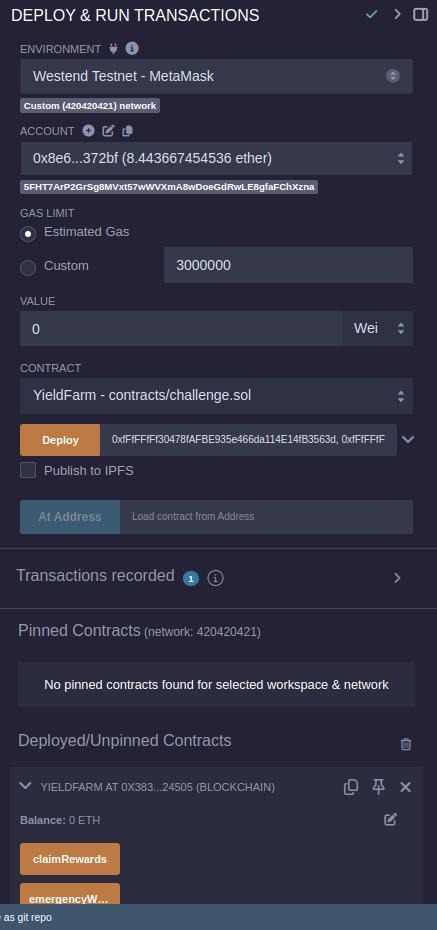 DEPLOY & RUN TRANSACTIONS
ENVIRONMENT
Westend Testnet - MetaMask
Custom (420420421) network
ACCOUNT
0x8e6...372bf (8.443667454536 ether)
5FHT7ArP2GrSg8MVxt57wWVXmA8wDoeGdRwLE8gfaFChXzna
GAS LIMIT
Estimated Gas
Custom 3000000
VALUE
0 Wei
CONTRACT
YieldFarm - contracts/challenge.sol
Deploy 0xfFfFFfFf30478fAFBE935e466da114E14fB3563d, 0xfFfFFfF
Publish to IPFS
At Address Load contract from Address
Transactions recorded 1 i
Pinned Contracts (network: 420420421)
No pinned contracts found for selected workspace & network
Deployed/Unpinned Contracts
YIELDFARM AT 0X383...24505 (BLOCKCHAIN)
Balance: 0 ETH
claimRewards
emergencyW...
as git repo